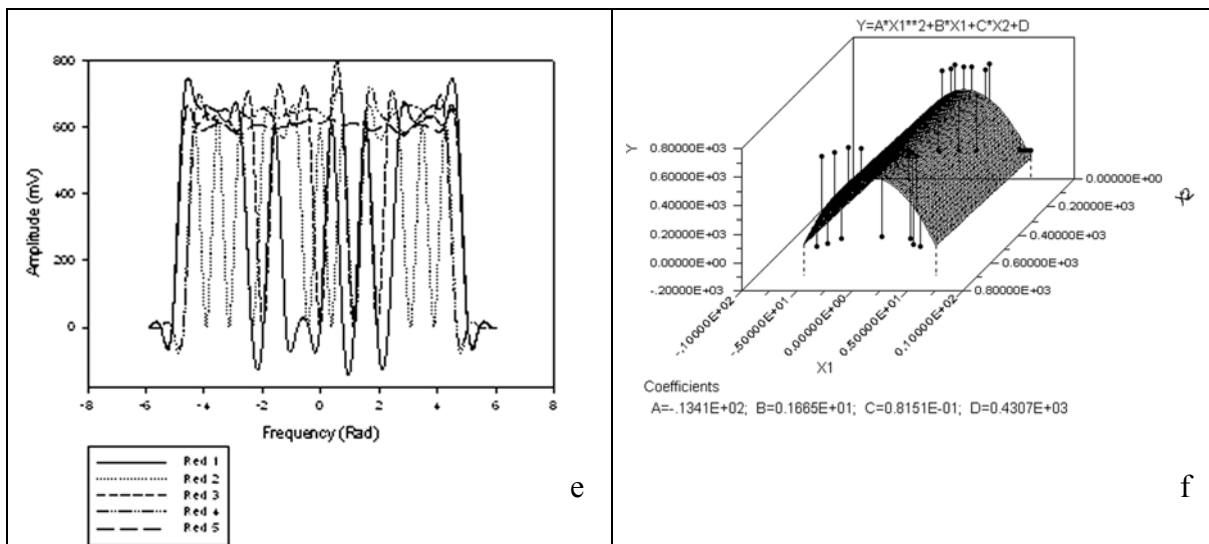 800
600
400
200
0
Amplitude (mV)
-8 -6 -4 -2 0 2 4 6 8
Frequency (Rad)
Red 1
Red 2
Red 3
Red 4
Red 5
e
Y=A*X1**2+B*X1+C*X2+D
Y
0.80000E+03
0.60000E+03
0.40000E+03
0.20000E+03
0.00000E+00
-.20000E+03
-.10000E+02
-.50000E+01
0.00000E+00
0.50000E+01
0.10000E+02
X1
0.00000E+00
0.20000E+03
0.40000E+03
0.60000E+03
0.80000E+03
Coefficients
A=-.1341E+02; B=0.1665E+01; C=0.8151E-01; D=0.4307E+03
f